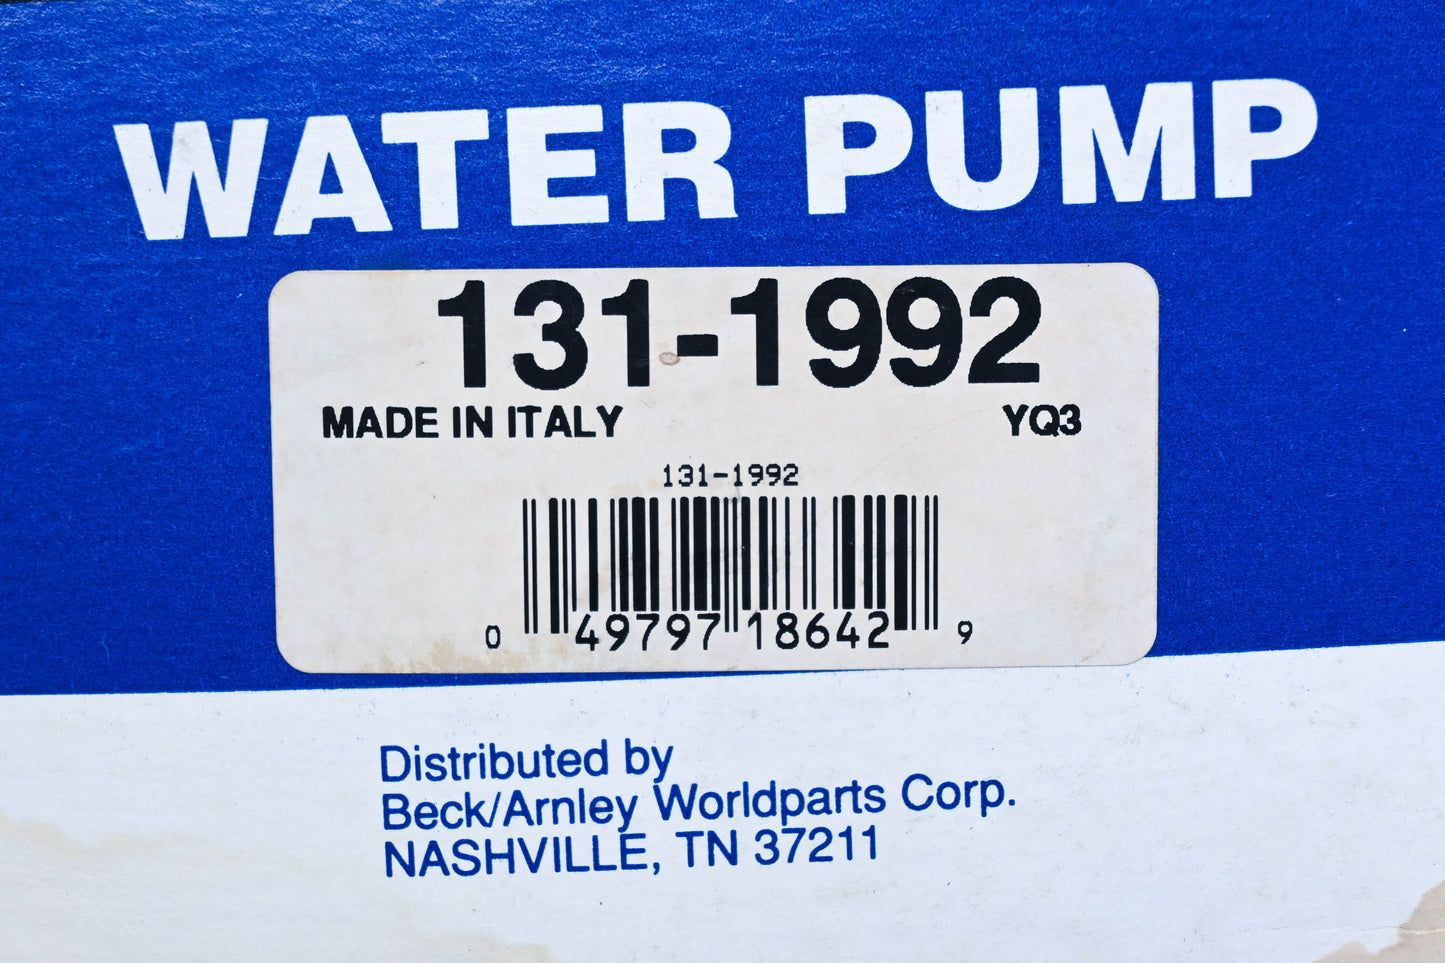 WATER PUMP
131-1992
MADE IN ITALY YQ3
131-1992
0 49797 18642 9
Distributed by
Beck/Arnley Worldparts Corp.
NASHVILLE, TN 37211